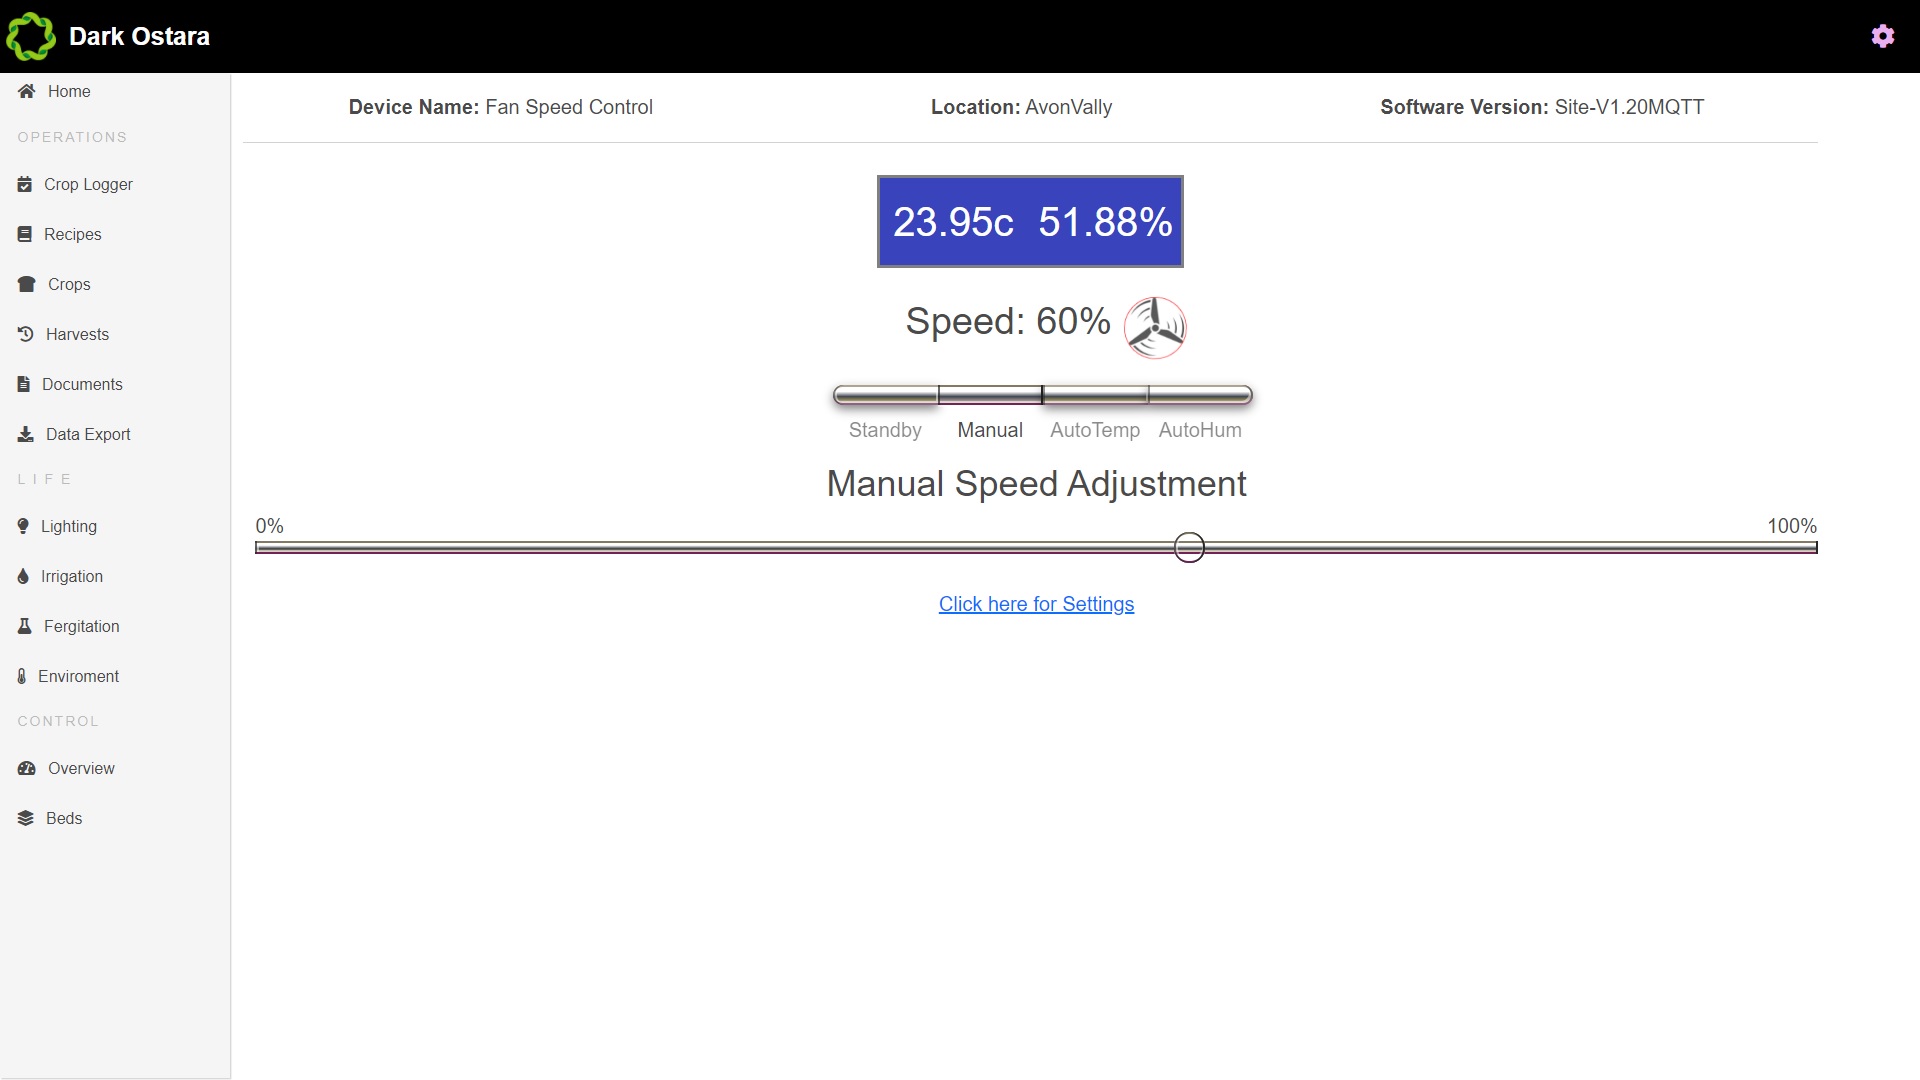 Dark Ostara
Home
OPERATIONS
Crop Logger
Recipes
Crops
Harvests
Documents
Data Export
LIFE
Lighting
Irrigation
Fergitation
Enviroment
CONTROL
Overview
Beds
Device Name: Fan Speed Control
Location: AvonVally
Software Version: Site-V1.20MQTT
23.95c 51.88%
Speed: 60%
Standby Manual AutoTemp AutoHum
Manual Speed Adjustment
0% 100%
Click here for Settings